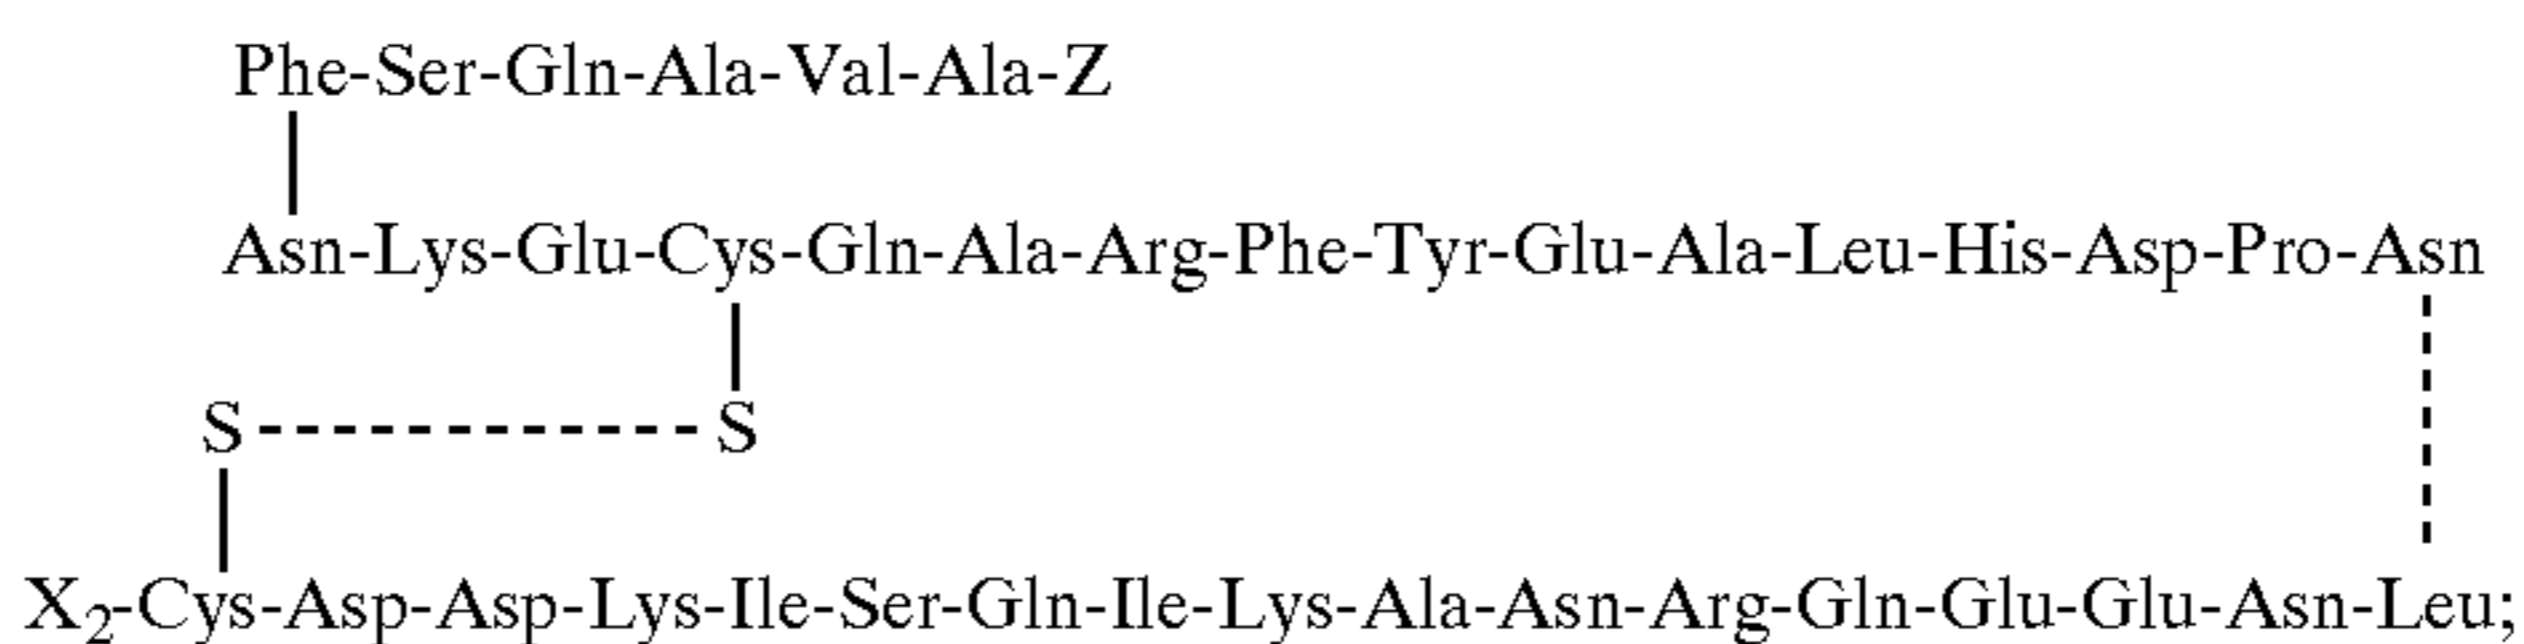 Phe-Ser-Gln-Ala-Val-Ala-Z
Asn-Lys-Glu-Cys-Gln-Ala-Arg-Phe-Tyr-Glu-Ala-Leu-His-Asp-Pro-Asn
S S
X2-Cys-Asp-Asp-Lys-Ile-Ser-Gln-Ile-Lys-Ala-Asn-Arg-Gln-Glu-Glu-Asn-Leu;